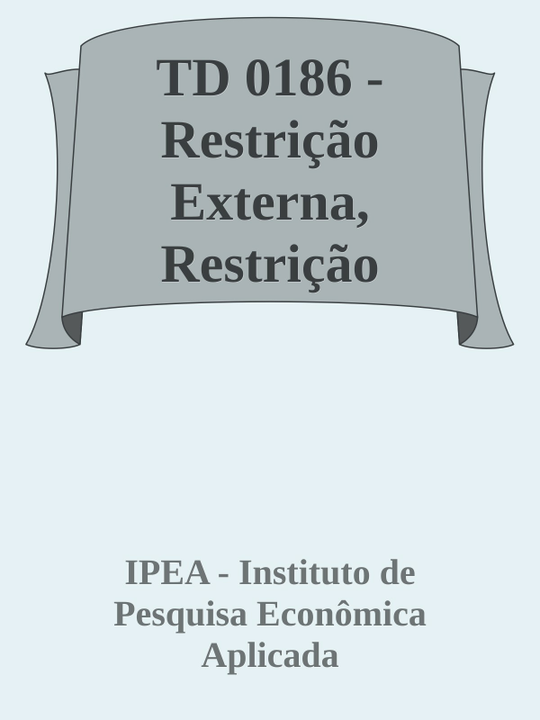 TD 0186 -
Restrição
Externa,
Restrição
IPEA - Instituto de
Pesquisa Econômica
Aplicada